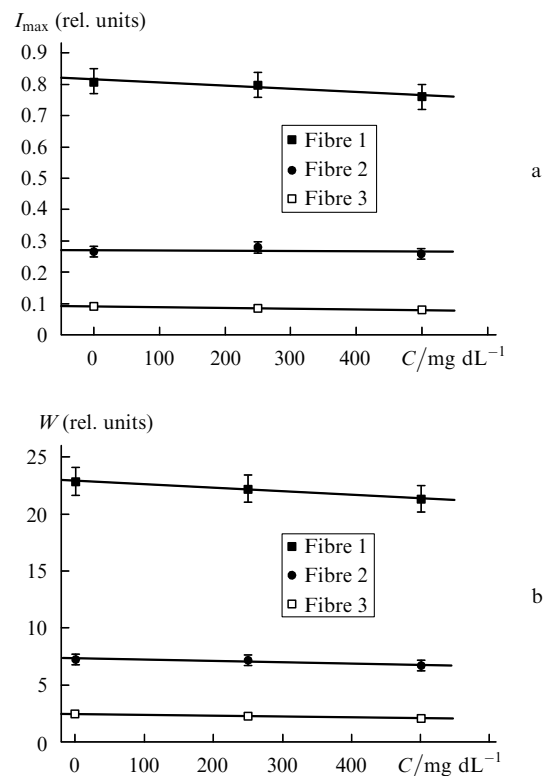 I_max (rel. units)
0.9
0.8
0.7
0.6
0.5
0.4
0.3
0.2
0.1
0
Fibre 1
Fibre 2
Fibre 3
a
0 100 200 300 400 C/mg dL⁻¹
W (rel. units)
25
20
15
10
5
0
Fibre 1
Fibre 2
Fibre 3
b
0 100 200 300 400 C/mg dL⁻¹